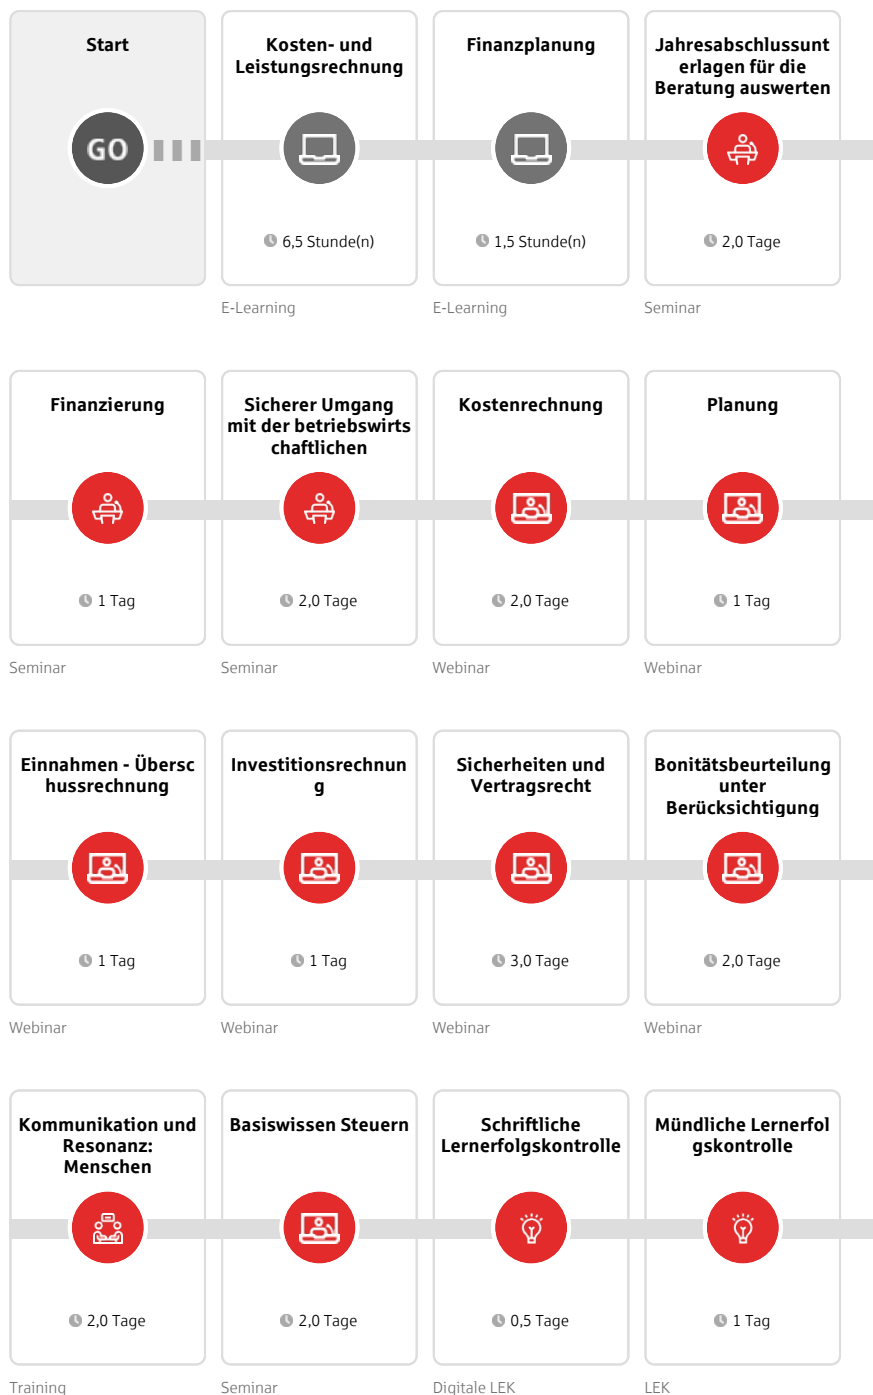 Start
GO
Kosten- und
Leistungsrechnung
6,5 Stunde(n)
E-Learning
Finanzplanung
1,5 Stunde(n)
E-Learning
Jahresabschlussunt
erlagen für die
Beratung auswerten
2,0 Tage
Seminar
Finanzierung
1 Tag
Seminar
Sicherer Umgang
mit der betriebswirts
chaftlichen
2,0 Tage
Seminar
Kostenrechnung
2,0 Tage
Webinar
Planung
1 Tag
Webinar
Einnahmen - Übersc
hussrechnung
1 Tag
Webinar
Investitionsrechnun
g
1 Tag
Webinar
Sicherheiten und
Vertragsrecht
3,0 Tage
Webinar
Bonitätsbeurteilung
unter
Berücksichtigung
2,0 Tage
Webinar
Kommunikation und
Resonanz:
Menschen
2,0 Tage
Training
Basiswissen Steuern
2,0 Tage
Seminar
Schriftliche
Lernerfolgskontrolle
0,5 Tage
Digitale LEK
Mündliche Lernerfol
gskontrolle
1 Tag
LEK